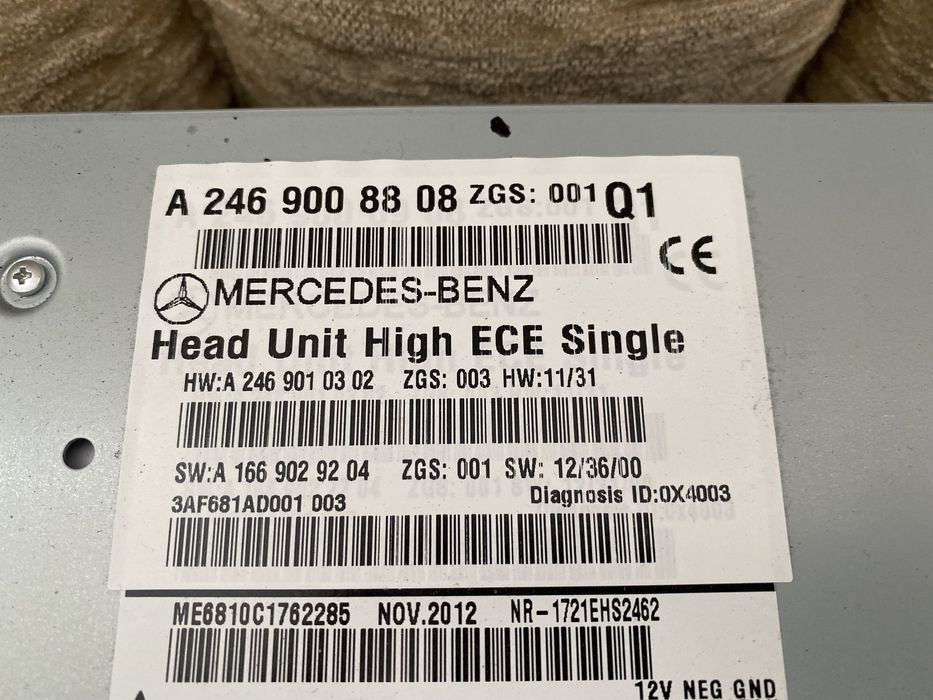 A 246 900 88 08 ZGS: 001 Q1
CE
MERCEDES-BENZ
Head Unit High ECE Single
HW:A 246 901 03 02 ZGS: 003 HW:11/31
SW:A 166 902 92 04 ZGS: 001 SW: 12/36/00
3AF681AD001 003 Diagnosis ID:0X4003
ME6810C1762285 NOV.2012 NR-1721EHS2462
12V NEG GND